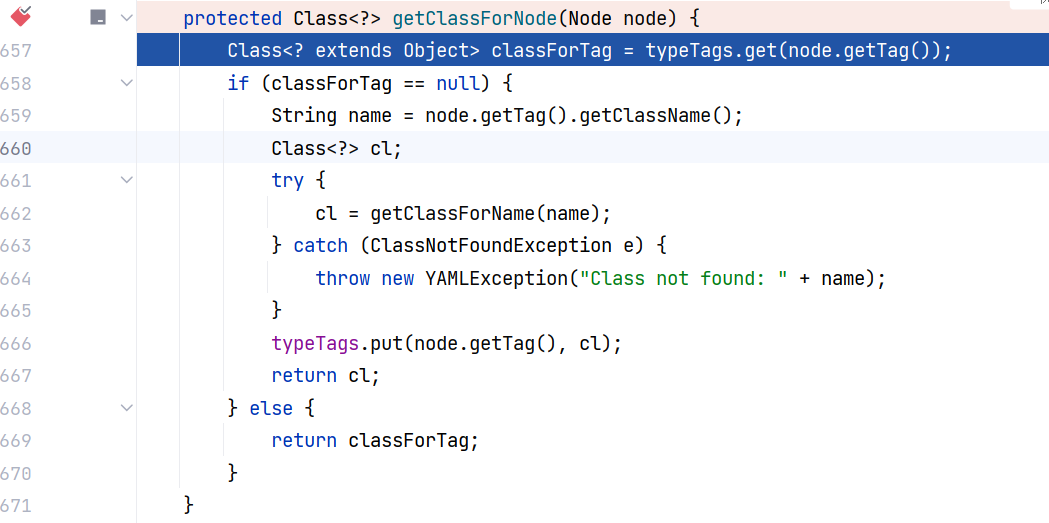 protected Class<?> getClassForNode(Node node) {
657 Class<? extends Object> classForTag = typeTags.get(node.getTag());
658 if (classForTag == null) {
659 String name = node.getTag().getClassName();
660 Class<?> cl;
661 try {
662 cl = getClassForName(name);
663 } catch (ClassNotFoundException e) {
664 throw new YAMLException("Class not found: " + name);
665 }
666 typeTags.put(node.getTag(), cl);
667 return cl;
668 } else {
669 return classForTag;
670 }
671 }